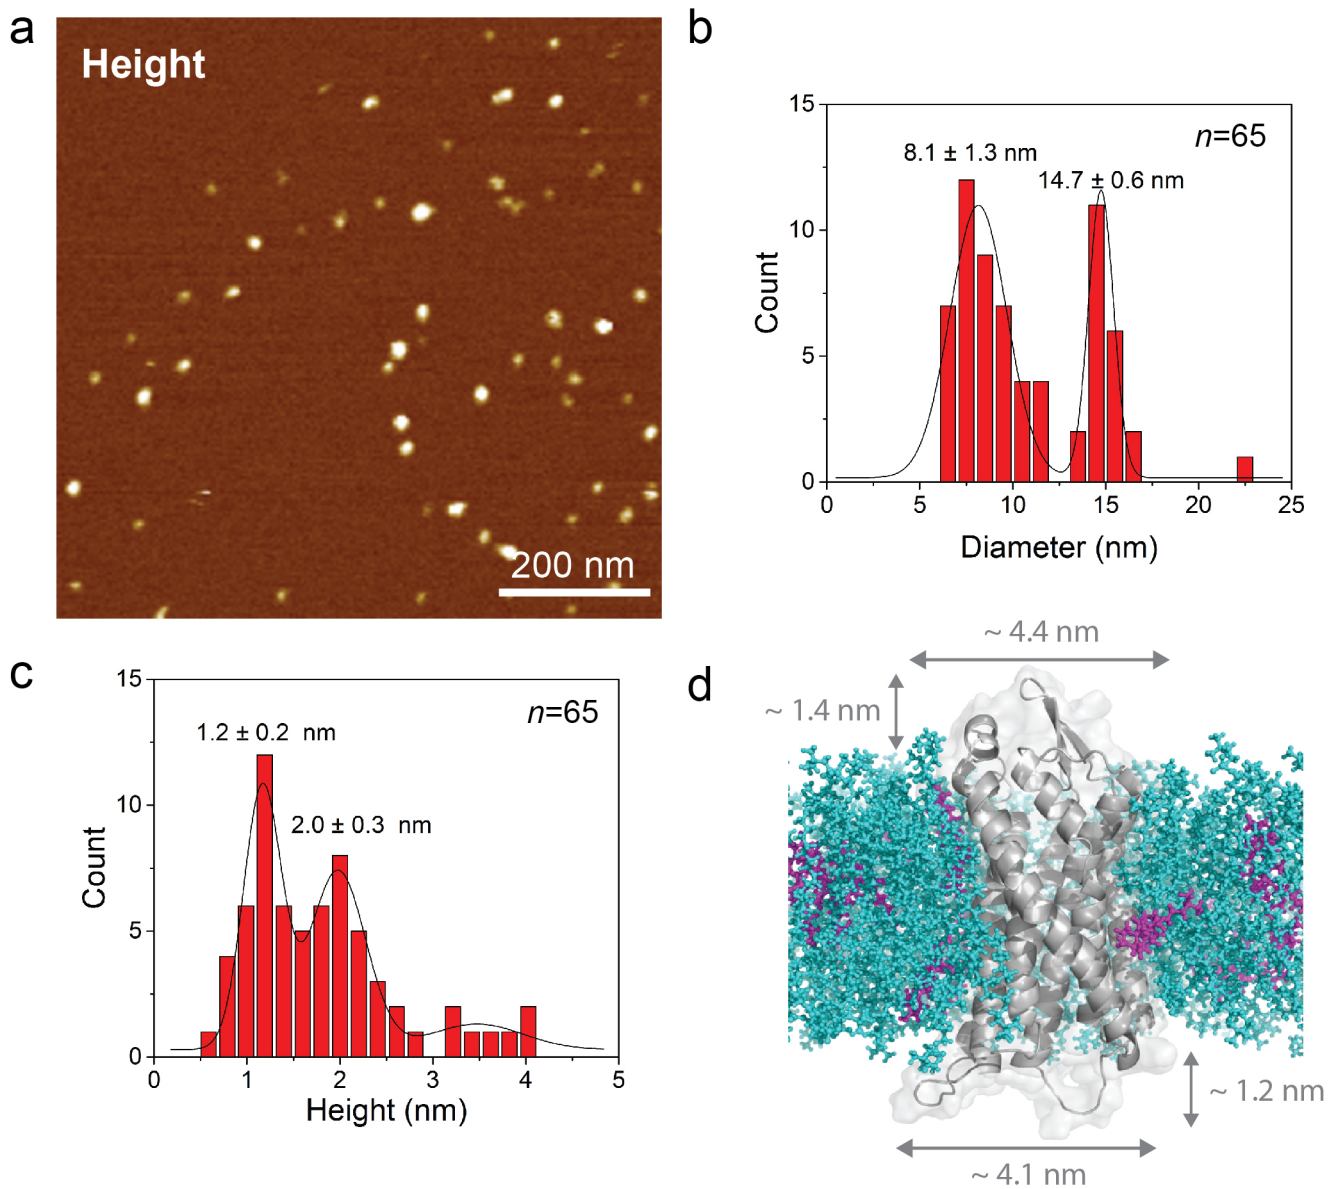 a
Height
200 nm
b
15
10
5
0
Count
8.1 ± 1.3 nm
14.7 ± 0.6 nm
n=65
0 5 10 15 20 25
Diameter (nm)
c
15
10
5
0
Count
1.2 ± 0.2 nm
2.0 ± 0.3 nm
n=65
0 1 2 3 4 5
Height (nm)
d
~ 4.4 nm
~ 1.4 nm
~ 1.2 nm
~ 4.1 nm